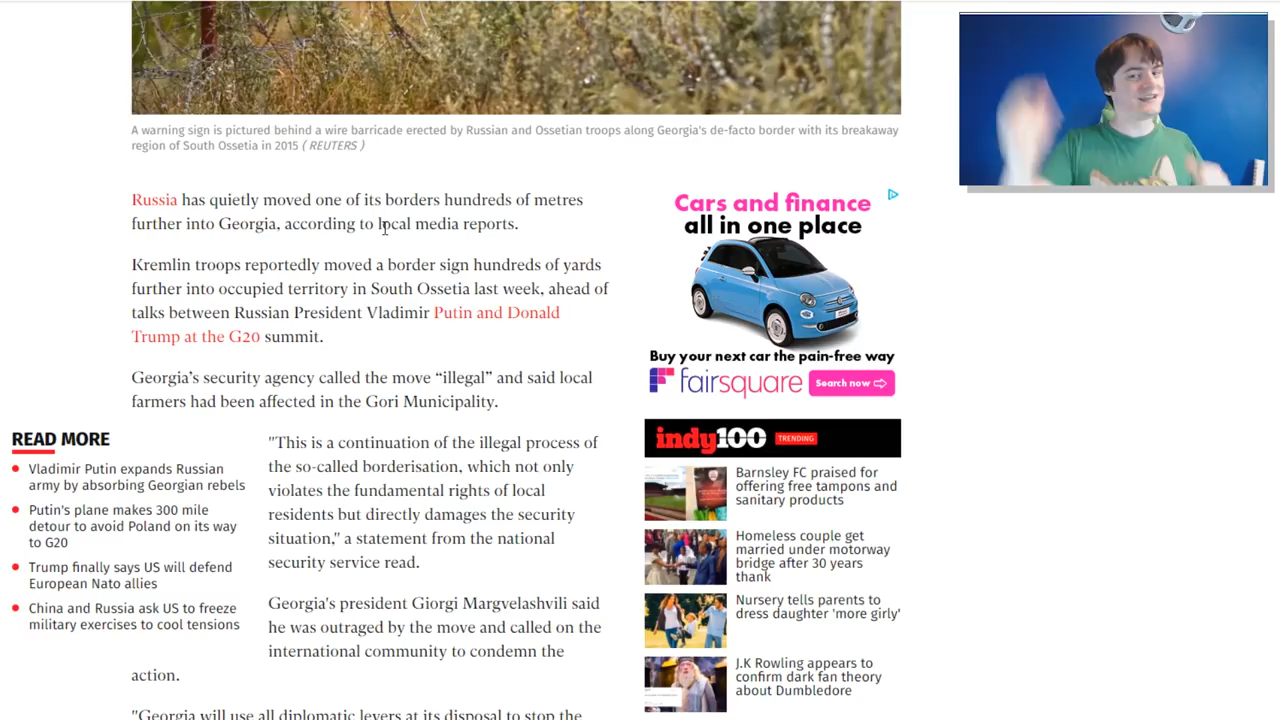 A warning sign is pictured behind a wire barricade erected by Russian and Ossetian troops along Georgia's de-facto border with its breakaway
region of South Ossetia in 2015 ( REUTERS )
Russia has quietly moved one of its borders hundreds of metres
further into Georgia, according to local media reports.
Kremlin troops reportedly moved a border sign hundreds of yards
further into occupied territory in South Ossetia last week, ahead of
talks between Russian President Vladimir Putin and Donald
Trump at the G20 summit.
Georgia’s security agency called the move “illegal” and said local
farmers had been affected in the Gori Municipality.
READ MORE
Vladimir Putin expands Russian
army by absorbing Georgian rebels
Putin's plane makes 300 mile
detour to avoid Poland on its way
to G20
Trump finally says US will defend
European Nato allies
China and Russia ask US to freeze
military exercises to cool tensions
"This is a continuation of the illegal process of
the so-called borderisation, which not only
violates the fundamental rights of local
residents but directly damages the security
situation," a statement from the national
security service read.
Georgia's president Giorgi Margvelashvili said
he was outraged by the move and called on the
international community to condemn the
action.
"Georgia will use all diplomatic levers at its disposal to stop the
Cars and finance
all in one place
Buy your next car the pain-free way
fairsquare
Search now
indy100
TRENDING
Barnsley FC praised for
offering free tampons and
sanitary products
Homeless couple get
married under motorway
bridge after 30 years
thank
Nursery tells parents to
dress daughter 'more girly'
J.K Rowling appears to
confirm dark fan theory
about Dumbledore